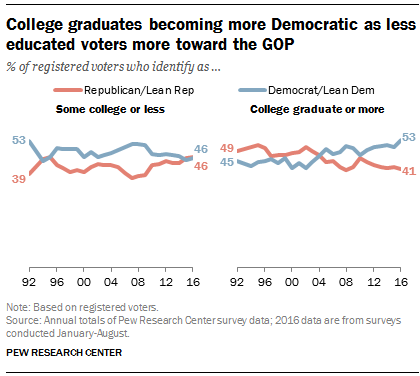 College graduates becoming more Democratic as less
educated voters more toward the GOP
% of registered voters who identify as ...
Republican/Lean Rep
Democrat/Lean Dem
Some college or less
College graduate or more
53
39
46
46
49
45
53
41
92 96 00 04 08 12 16
92 96 00 04 08 12 16
Note: Based on registered voters.
Source: Annual totals of Pew Research Center survey data; 2016 data are from surveys
conducted January-August.
PEW RESEARCH CENTER